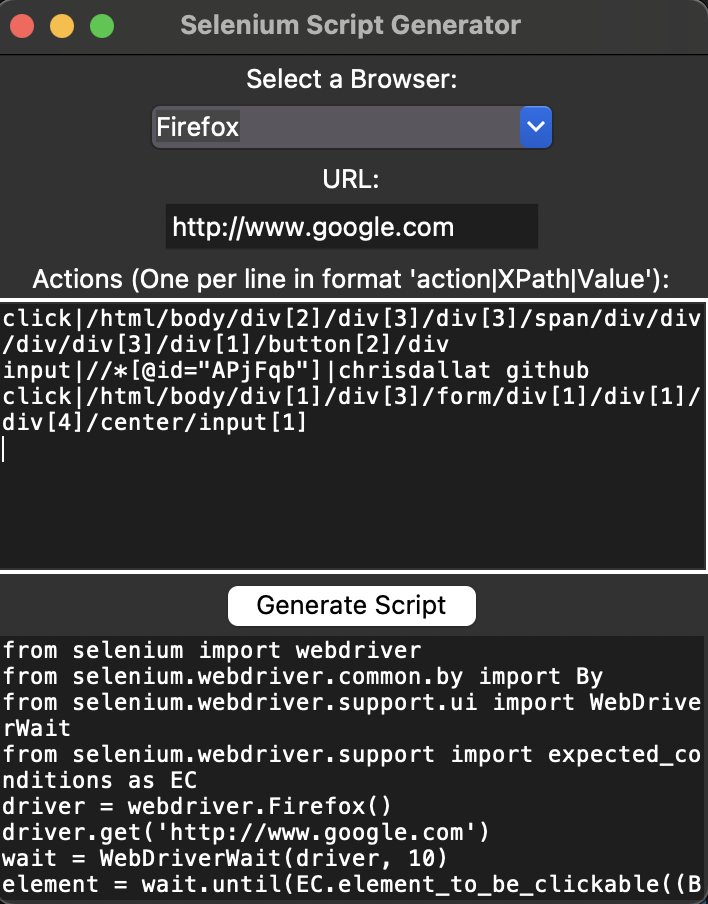 Selenium Script Generator
Select a Browser:
Firefox
URL:
http://www.google.com
Actions (One per line in format 'action|XPath|Value'):
click|/html/body/div[2]/div[3]/div[3]/span/div/div
/div/div[3]/div[1]/button[2]/div
input|//*[@id="APjFqb"]|chrisdallat github
click|/html/body/div[1]/div[3]/form/div[1]/div[1]/
div[4]/center/input[1]
Generate Script
from selenium import webdriver
from selenium.webdriver.common.by import By
from selenium.webdriver.support.ui import WebDrive
rWait
from selenium.webdriver.support import expected_co
nditions as EC
driver = webdriver.Firefox()
driver.get('http://www.google.com')
wait = WebDriverWait(driver, 10)
element = wait.until(EC.element_to_be_clickable((B